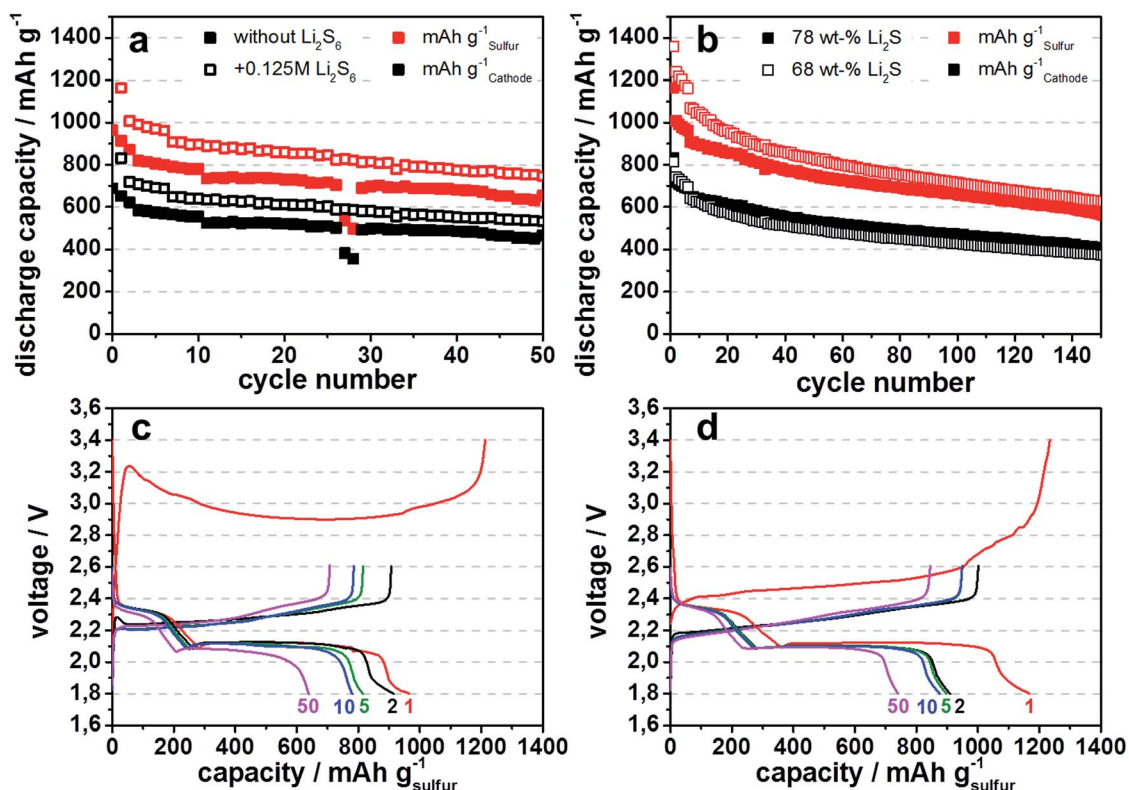 a
without Li₂S₆
mAh g⁻¹Sulfur
+0.125M Li₂S₆
mAh g⁻¹Cathode
discharge capacity / mAh g⁻¹
1400
1200
1000
800
600
400
200
0
0 10 20 30 40 50
cycle number
b
78 wt-% Li₂S
mAh g⁻¹Sulfur
68 wt-% Li₂S
mAh g⁻¹Cathode
discharge capacity / mAh g⁻¹
1400
1200
1000
800
600
400
200
0
0 20 40 60 80 100 120 140
cycle number
c
voltage / V
3,6
3,4
3,2
3,0
2,8
2,6
2,4
2,2
2,0
1,8
1,6
50 10 5 2 1
0 200 400 600 800 1000 1200 1400
capacity / mAh g⁻¹sulfur
d
voltage / V
3,6
3,4
3,2
3,0
2,8
2,6
2,4
2,2
2,0
1,8
1,6
50 10 5 2 1
0 200 400 600 800 1000 1200 1400
capacity / mAh g⁻¹sulfur